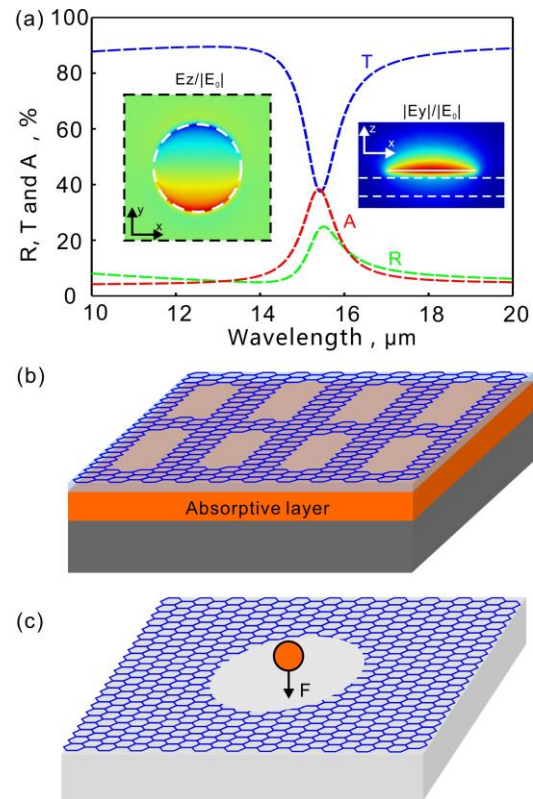 (a)
100
80
60
40
20
0
R, T and A , %
Ez/|E₀|
y
x
T
|Ey|/|E₀|
z
x
A
R
10 12 14 16 18 20
Wavelength , μm
(b)
Absorptive layer
(c)
F